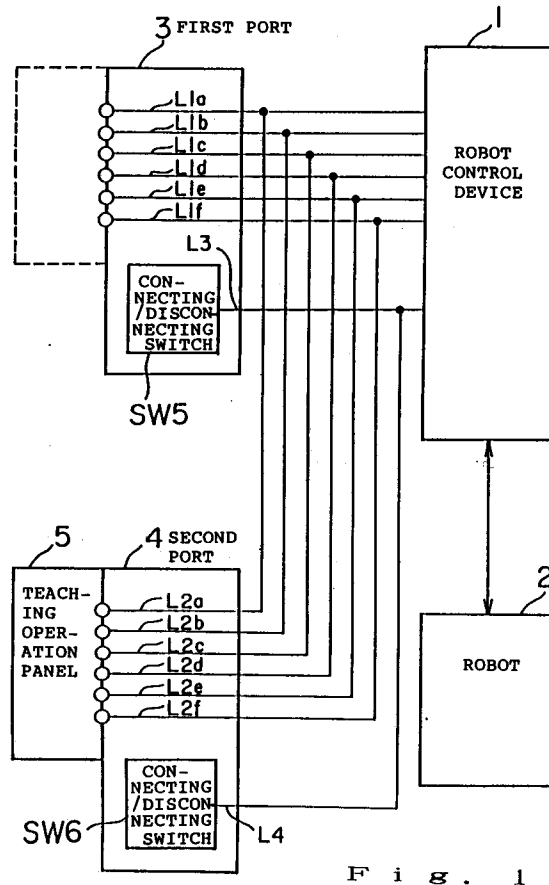 1
3 FIRST PORT
L1a
L1b
L1c
L1d
L1e
L1f
ROBOT
CONTROL
DEVICE
L3
CON-
NECTING
/DISCON
NECTING
SWITCH
SW5
5
4 SECOND
PORT
2
TEACH-
ING
OPER-
ATION
PANEL
L2a
L2b
L2c
L2d
L2e
L2f
ROBOT
CON-
NECTING
/DISCON
NECTING
SWITCH
SW6
L4
Fig. 1